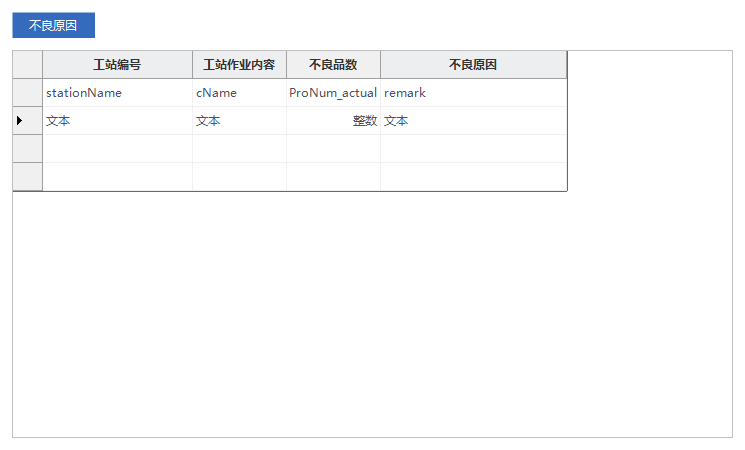 不良原因
工站编号 工站作业内容 不良品数 不良原因
stationName cName ProNum_actual remark
文本 文本 整数 文本